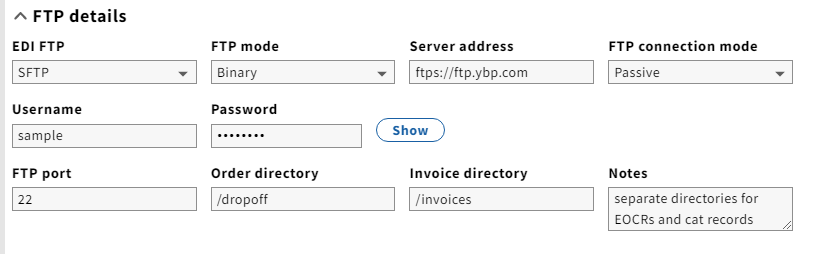 FTP details
EDI FTP
FTP mode
Server address
FTP connection mode
SFTP
Binary
ftps://ftp.ybp.com
Passive
Username
Password
sample
••••••••
Show
FTP port
Order directory
Invoice directory
Notes
22
/dropoff
/invoices
separate directories for
EOCRs and cat records